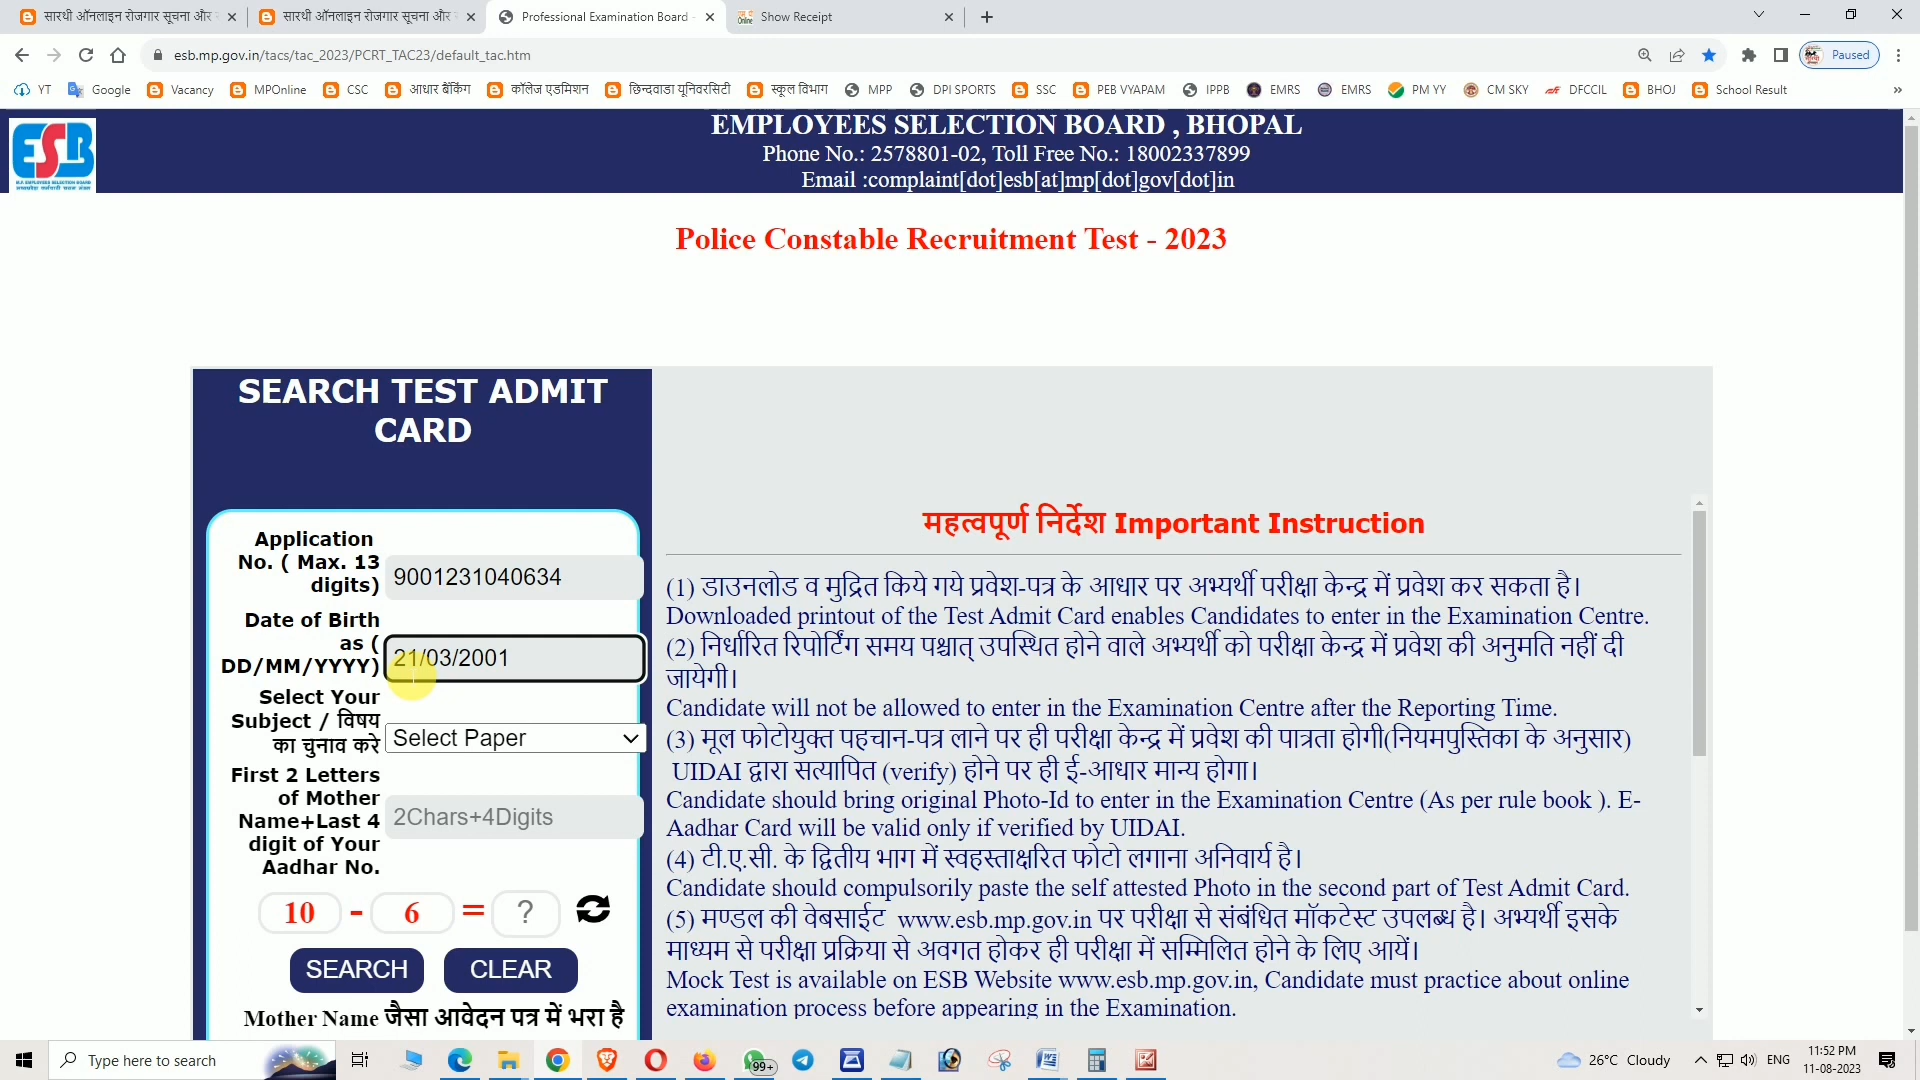 सारथी ऑनलाइन रोजगार सूचना और
सारथी ऑनलाइन रोजगार सूचना और
Professional Examination Board
Show Receipt
esb.mp.gov.in/tacs/tac_2023/PCRT_TAC23/default_tac.htm
Paused
YT
Google
Vacancy
MPOnline
CSC
आधार बैंकिंग
कॉलेज एडमिशन
छिन्दवाडा यूनिवरसिटी
स्कूल विभाग
MPP
DPI SPORTS
SSC
PEB VYAPAM
IPPB
EMRS
EMRS
PM YY
CM SKY
DFCCIL
BHOJ
School Result
ESB
EMPLOYEES SELECTION BOARD , BHOPAL
Phone No.: 2578801-02, Toll Free No.: 18002337899
Email :complaint[dot]esb[at]mp[dot]gov[dot]in
Police Constable Recruitment Test - 2023
SEARCH TEST ADMIT
CARD
Application
No. ( Max. 13
digits)
9001231040634
Date of Birth
as (
DD/MM/YYYY)
21/03/2001
Select Your
Subject / विषय
का चुनाव करे
Select Paper
First 2 Letters
of Mother
Name+Last 4
digit of Your
Aadhar No.
2Chars+4Digits
10 - 6 = ?
SEARCH
CLEAR
Mother Name जैसा आवेदन पत्र में भरा है
महत्वपूर्ण निर्देश Important Instruction
(1) डाउनलोड व मुद्रित किये गये प्रवेश-पत्र के आधार पर अभ्यर्थी परीक्षा केन्द्र में प्रवेश कर सकता है।
Downloaded printout of the Test Admit Card enables Candidates to enter in the Examination Centre.
(2) निर्धारित रिपोर्टिंग समय पश्चात् उपस्थित होने वाले अभ्यर्थी को परीक्षा केन्द्र में प्रवेश की अनुमति नहीं दी
जायेगी।
Candidate will not be allowed to enter in the Examination Centre after the Reporting Time.
(3) मूल फोटोयुक्त पहचान-पत्र लाने पर ही परीक्षा केन्द्र में प्रवेश की पात्रता होगी(नियमपुस्तिका के अनुसार)
UIDAI द्वारा सत्यापित (verify) होने पर ही ई-आधार मान्य होगा।
Candidate should bring original Photo-Id to enter in the Examination Centre (As per rule book ). E-
Aadhar Card will be valid only if verified by UIDAI.
(4) टी.ए.सी. के द्वितीय भाग में स्वहस्ताक्षरित फोटो लगाना अनिवार्य है।
Candidate should compulsorily paste the self attested Photo in the second part of Test Admit Card.
(5) मण्डल की वेबसाईट www.esb.mp.gov.in पर परीक्षा से संबंधित मॉकटेस्ट उपलब्ध है। अभ्यर्थी इसके
माध्यम से परीक्षा प्रक्रिया से अवगत होकर ही परीक्षा में सम्मिलित होने के लिए आयें।
Mock Test is available on ESB Website www.esb.mp.gov.in, Candidate must practice about online
examination process before appearing in the Examination.
Type here to search
99+
26°C Cloudy
ENG
11:52 PM
11-08-2023